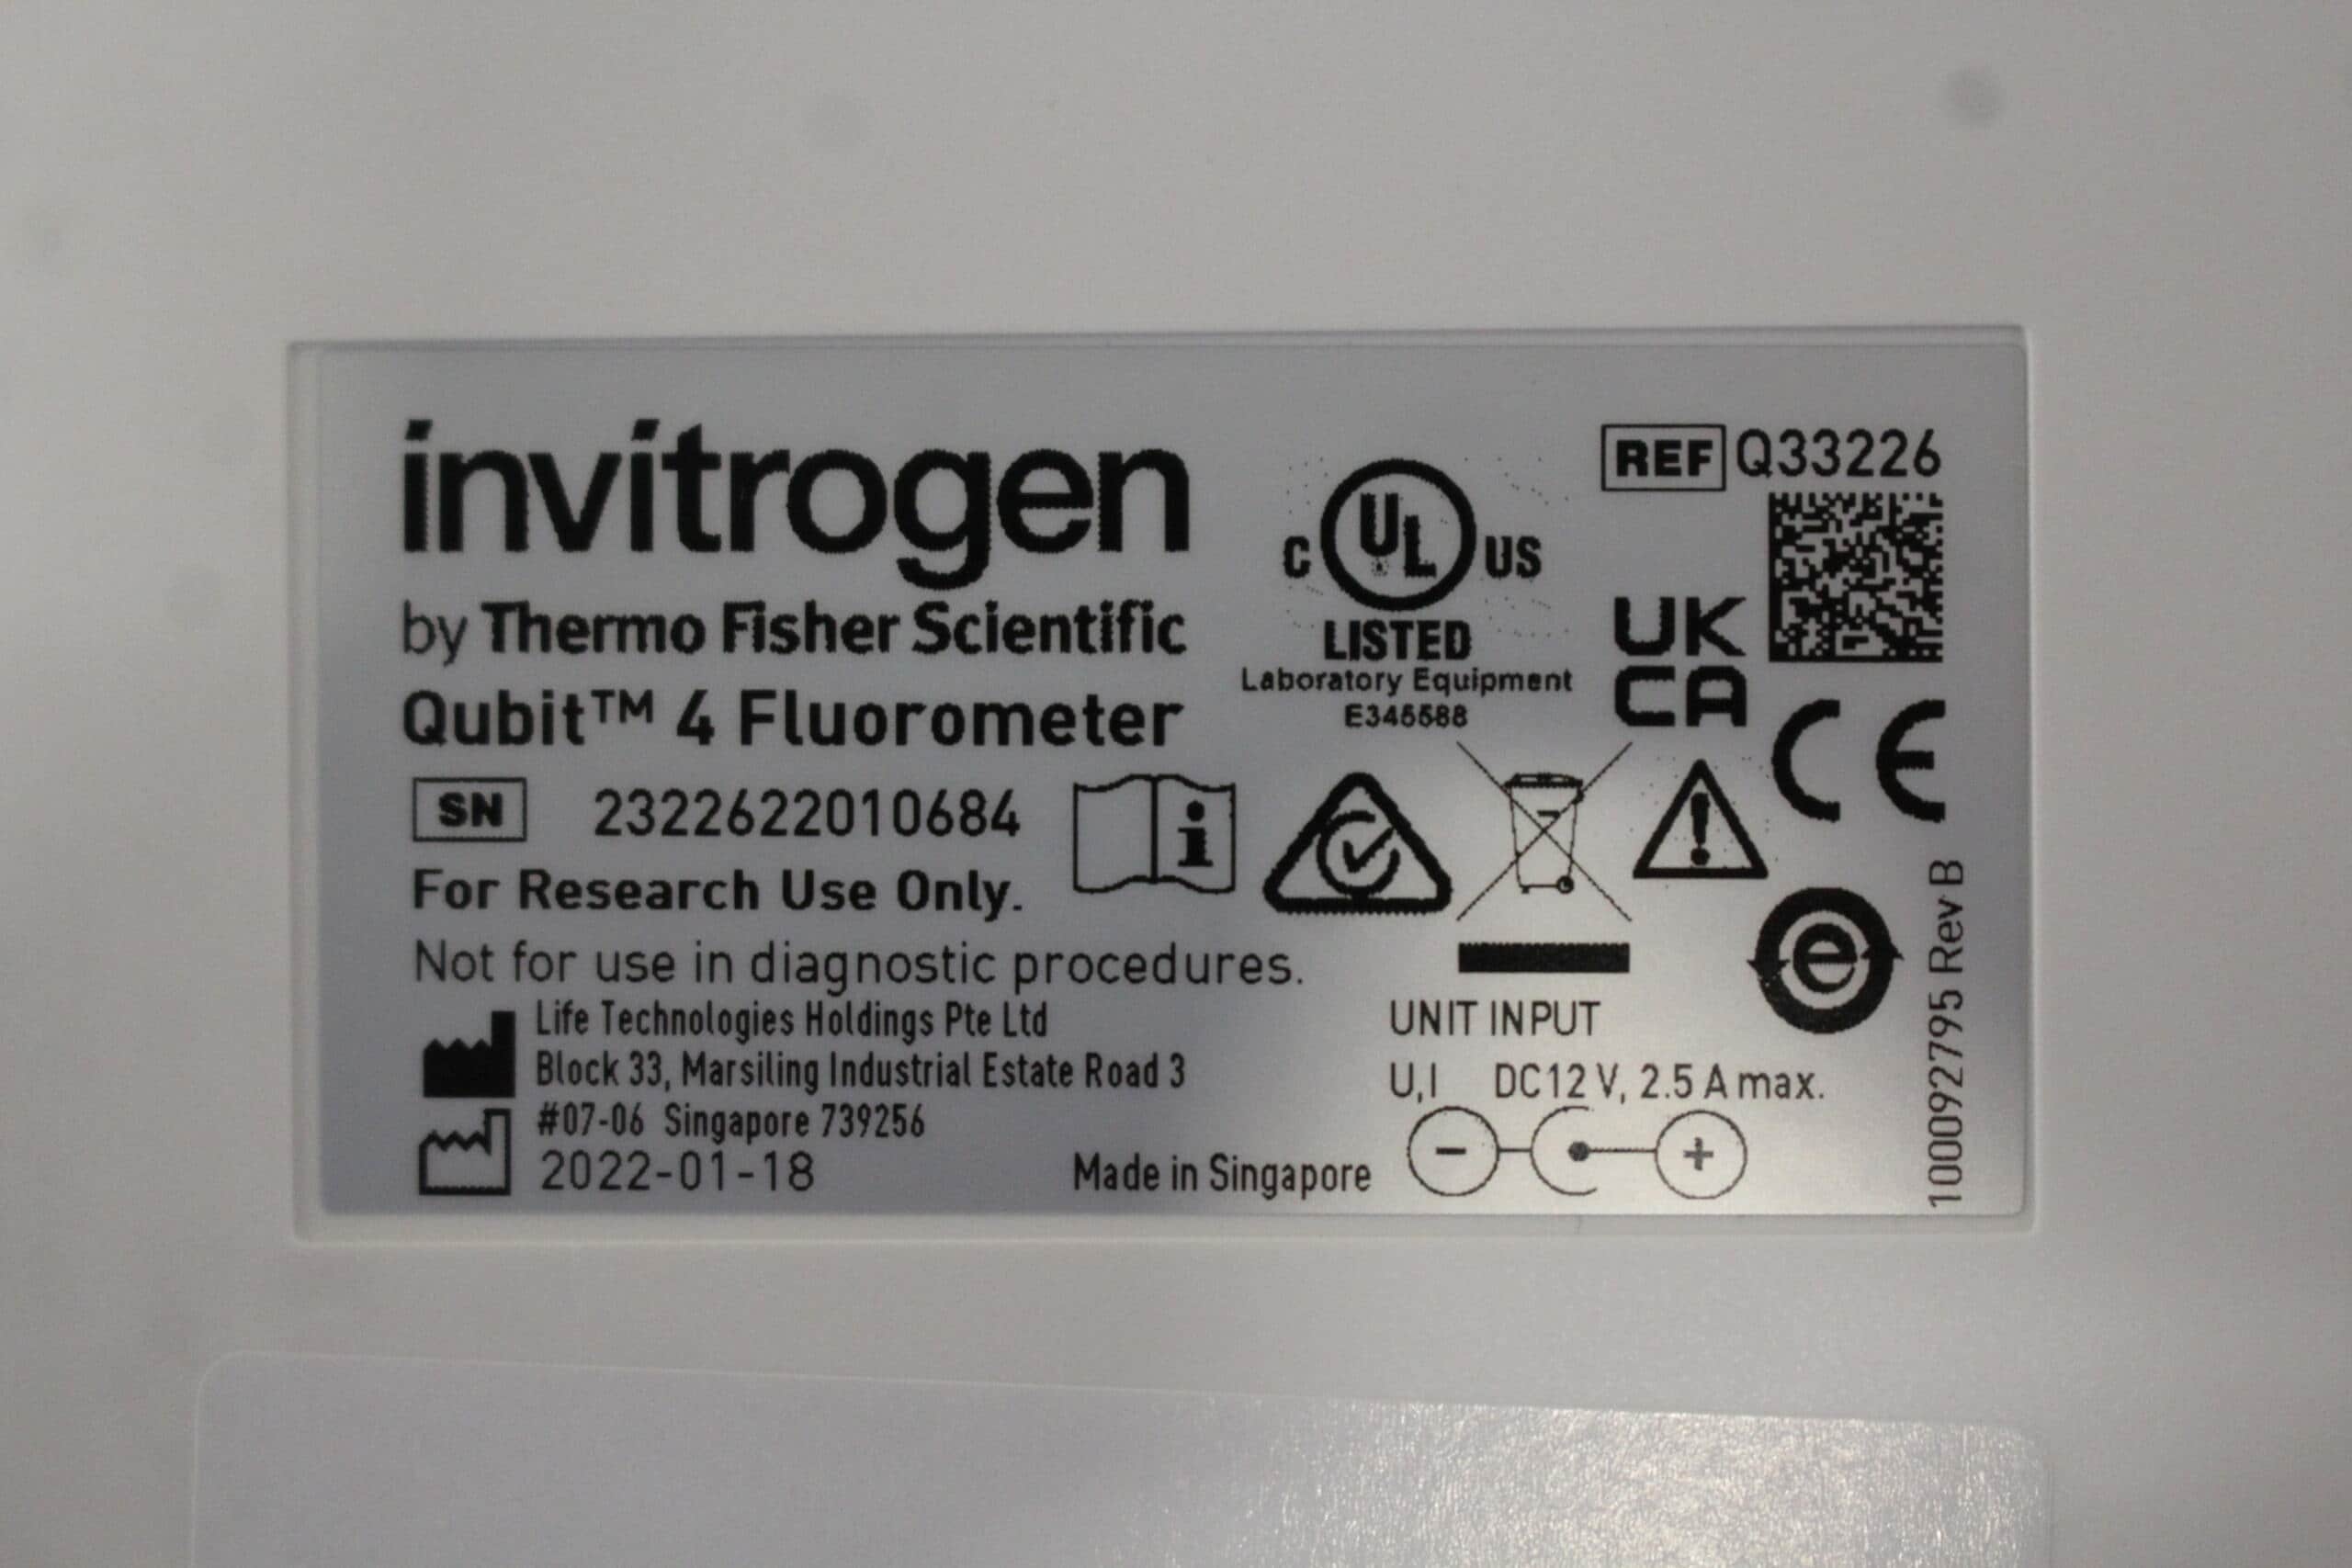 invitrogen
by Thermo Fisher Scientific
Qubit™ 4 Fluorometer
SN 2322622010684
For Research Use Only.
Not for use in diagnostic procedures.
Life Technologies Holdings Pte Ltd
Block 33, Marsiling Industrial Estate Road 3
#07-06 Singapore 739256
2022-01-18
Made in Singapore
C UL US
LISTED
Laboratory Equipment
E345588
REF Q33226
UK
CA
CE
i
!
e
UNIT INPUT
U,I DC12 V, 2.5 A max.
- +
100092795 Rev B